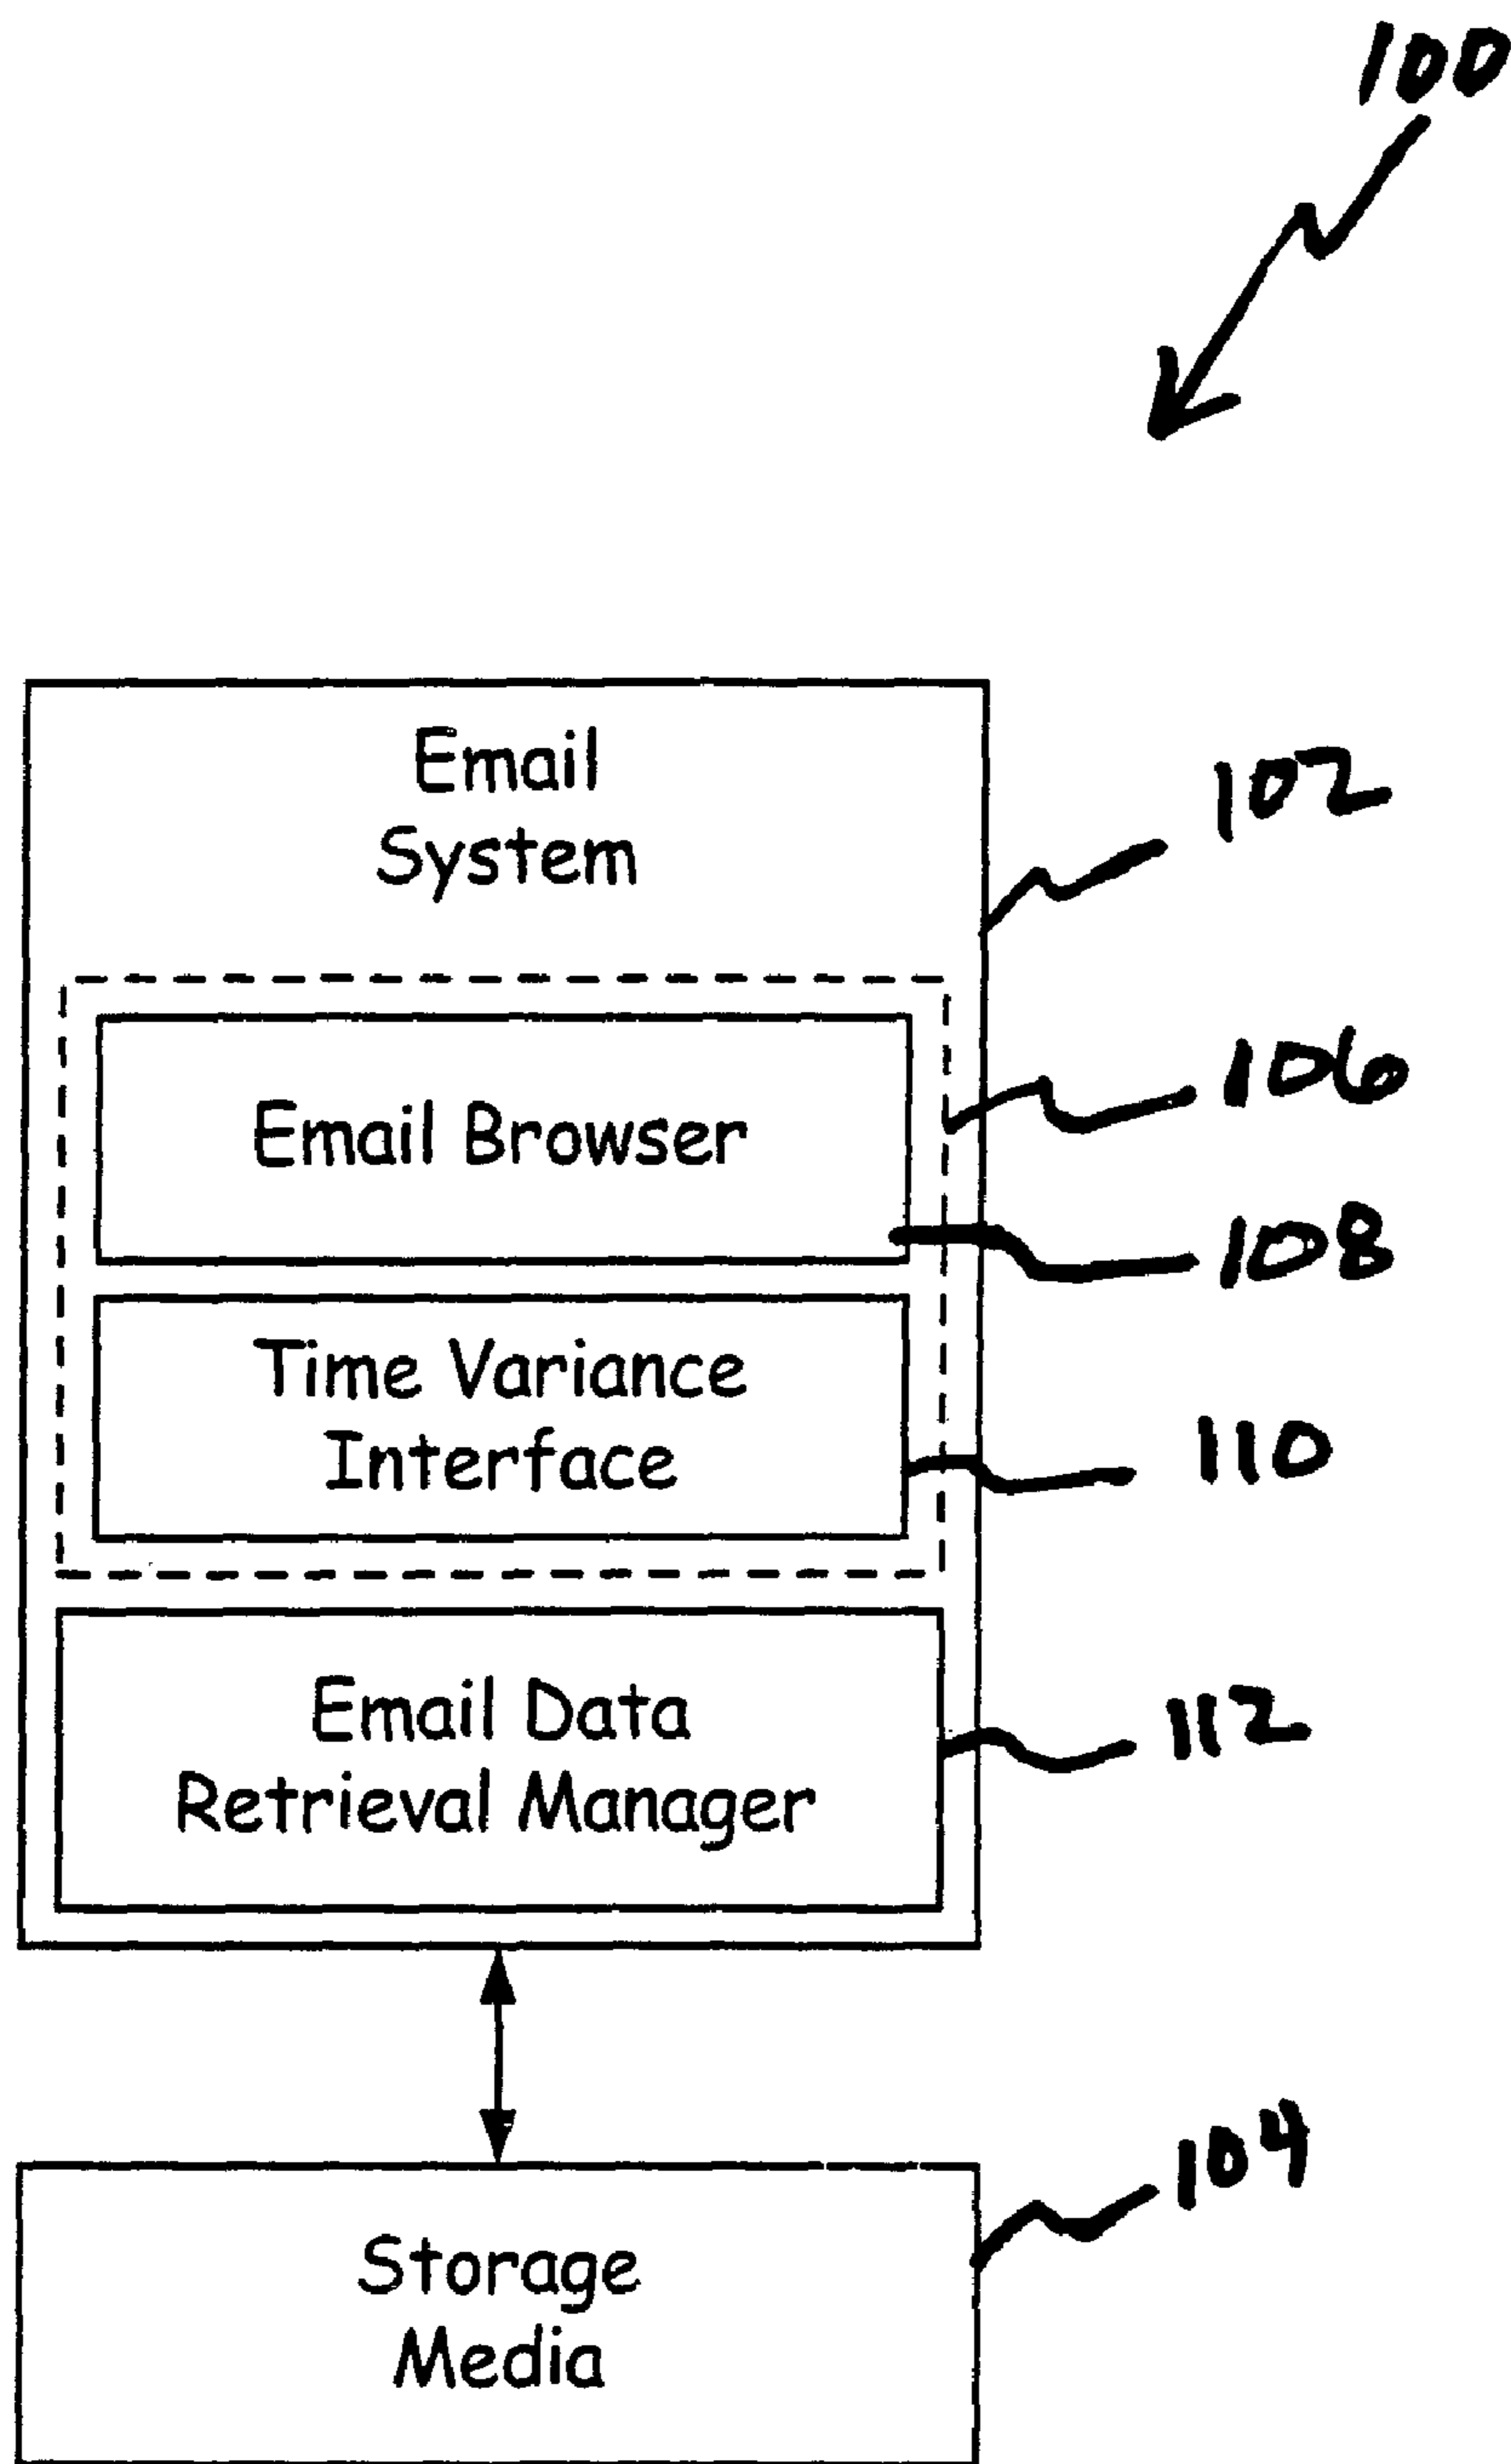 100
Email
System
102
Email Browser
106
108
Time Variance
Interface
110
Email Data
Retrieval Manager
112
Storage
Media
104